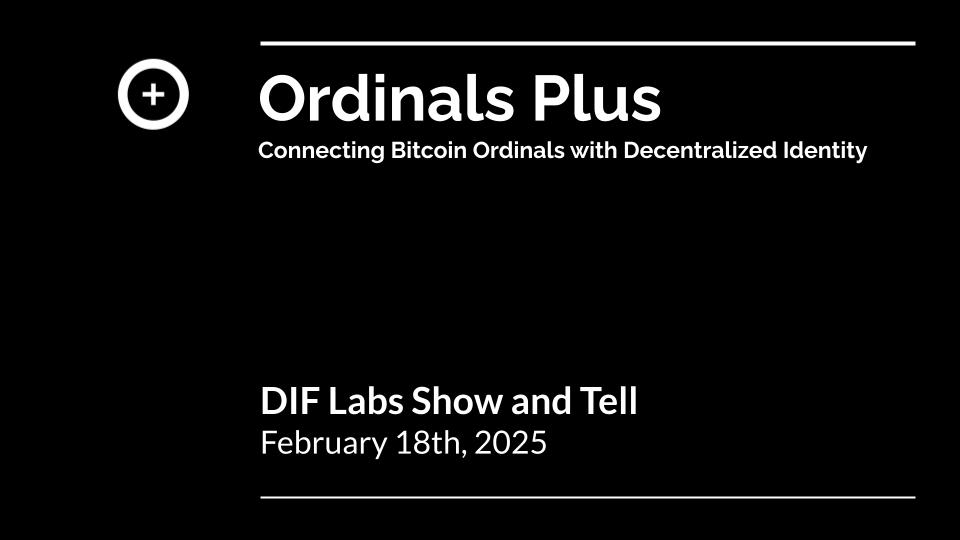 Ordinals Plus
Connecting Bitcoin Ordinals with Decentralized Identity
DIF Labs Show and Tell
February 18th, 2025